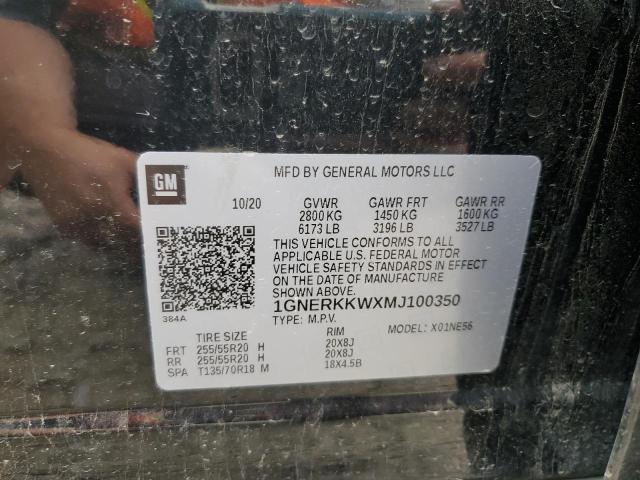 GM
MFD BY GENERAL MOTORS LLC
10/20 GVWR GAWR FRT GAWR RR
2800 KG 1450 KG 1600 KG
6173 LB 3196 LB 3527 LB
THIS VEHICLE CONFORMS TO ALL
APPLICABLE U.S. FEDERAL MOTOR
VEHICLE SAFETY STANDARDS IN EFFECT
ON THE DATE OF MANUFACTURE
SHOWN ABOVE.
1GNERKKWXMJ100350
384A
TYPE: M.P.V. MODEL: X01NE56
TIRE SIZE RIM
FRT 255/55R20 H 20X8J
RR 255/55R20 H 20X8J
SPA T135/70R18 M 18X4.5B